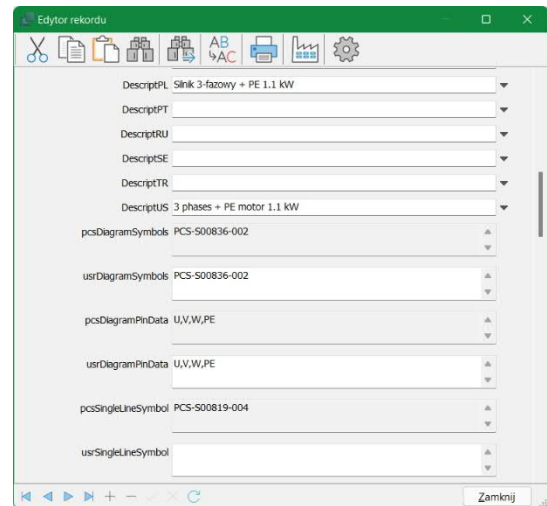 Edytor rekordu
AB
AC
DescriptPL Silnik 3-fazowy + PE 1.1 kW
DescriptPT
DescriptRU
DescriptSE
DescriptTR
DescriptUS 3 phases + PE motor 1.1 kW
pcsDiagramSymbols PCS-S00836-002
usrDiagramSymbols PCS-S00836-002
pcsDiagramPinData U,V,W,PE
usrDiagramPinData U,V,W,PE
pcsSingleLineSymbol PCS-S00819-004
usrSingleLineSymbol
Zamknij